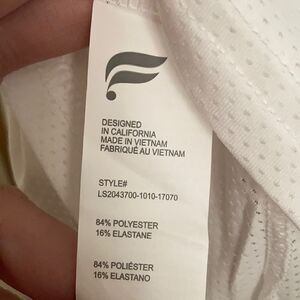 DESIGNED
IN CALIFORNIA
MADE IN VIETNAM
FABRIQUÉ AU VIETNAM
STYLE#
LS2043700-1010-17070
84% POLYESTER
16% ELASTANE
84% POLIÉSTER
16% ELASTANO